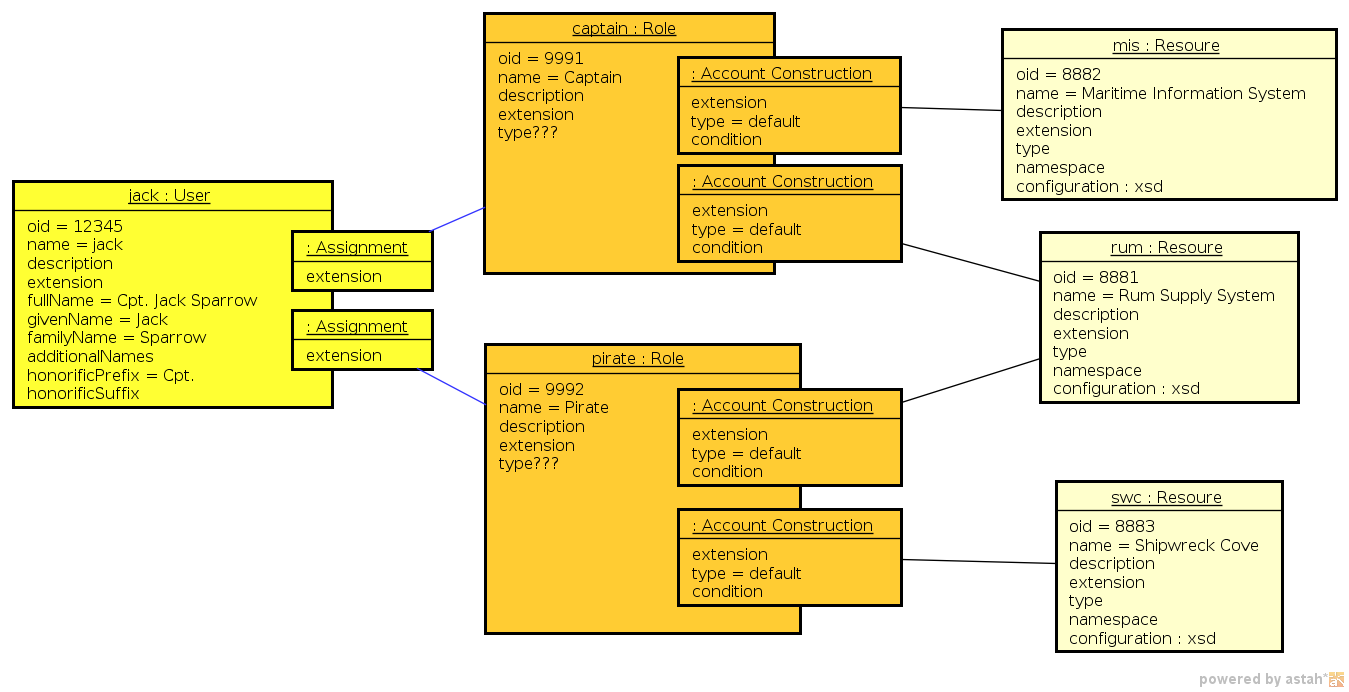 jack : User
oid = 12345
name = jack
description
extension
fullName = Cpt. Jack Sparrow
givenName = Jack
familyName = Sparrow
additionalNames
honorificPrefix = Cpt.
honorificSuffix
: Assignment
extension
: Assignment
extension
captain : Role
oid = 9991
name = Captain
description
extension
type???
: Account Construction
extension
type = default
condition
: Account Construction
extension
type = default
condition
pirate : Role
oid = 9992
name = Pirate
description
extension
type???
: Account Construction
extension
type = default
condition
: Account Construction
extension
type = default
condition
mis : Resoure
oid = 8882
name = Maritime Information System
description
extension
type
namespace
configuration : xsd
rum : Resoure
oid = 8881
name = Rum Supply System
description
extension
type
namespace
configuration : xsd
swc : Resoure
oid = 8883
name = Shipwreck Cove
description
extension
type
namespace
configuration : xsd
powered by astah*